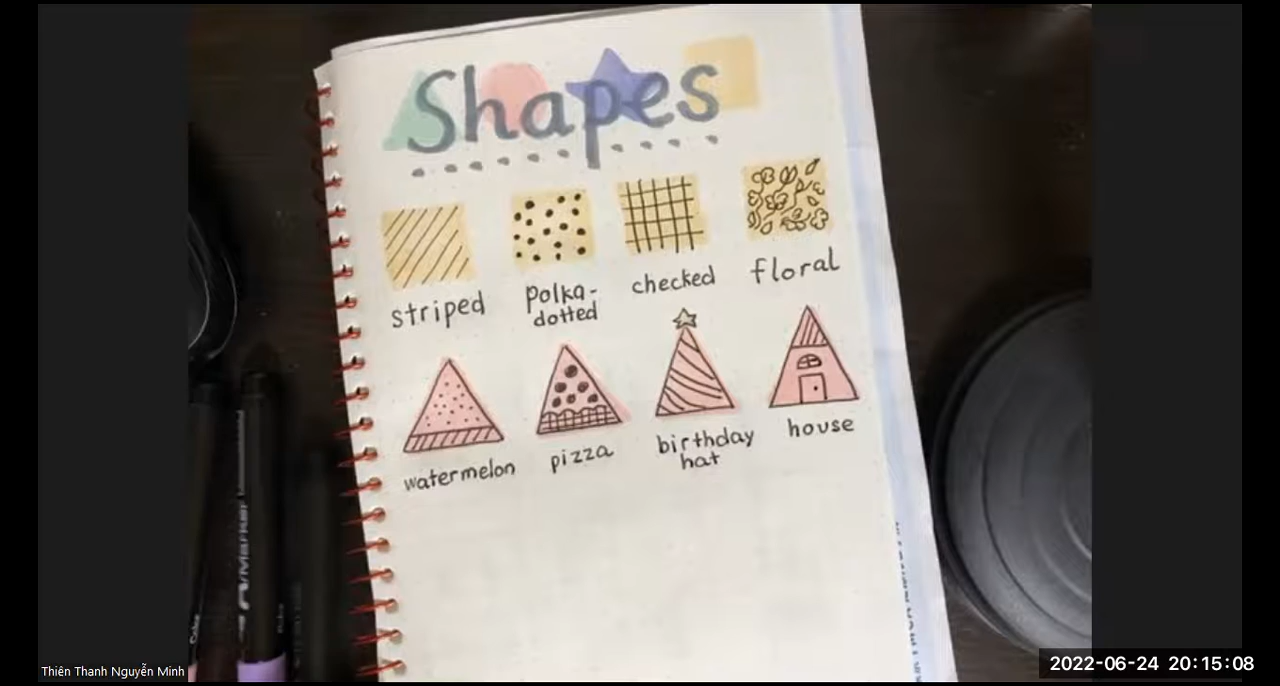 Shapes
striped
polka-
dotted
checked
floral
watermelon
pizza
birthday
hat
house
Marker
Thiên Thanh Nguyễn Minh
2022-06-24 20:15:08